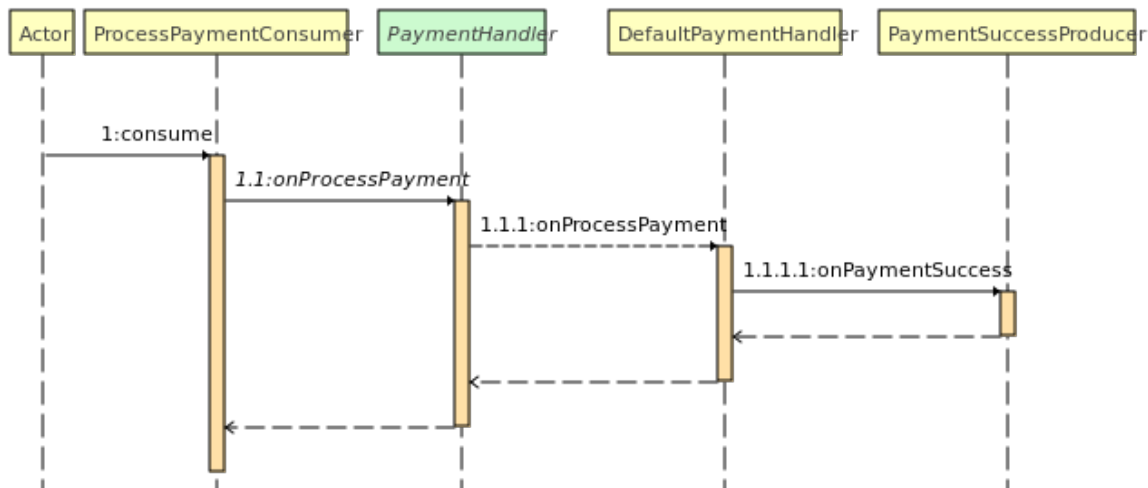 Actor
ProcessPaymentConsumer
PaymentHandler
DefaultPaymentHandler
PaymentSuccessProducer
1:consume
1.1:onProcessPayment
1.1.1:onProcessPayment
1.1.1.1:onPaymentSuccess